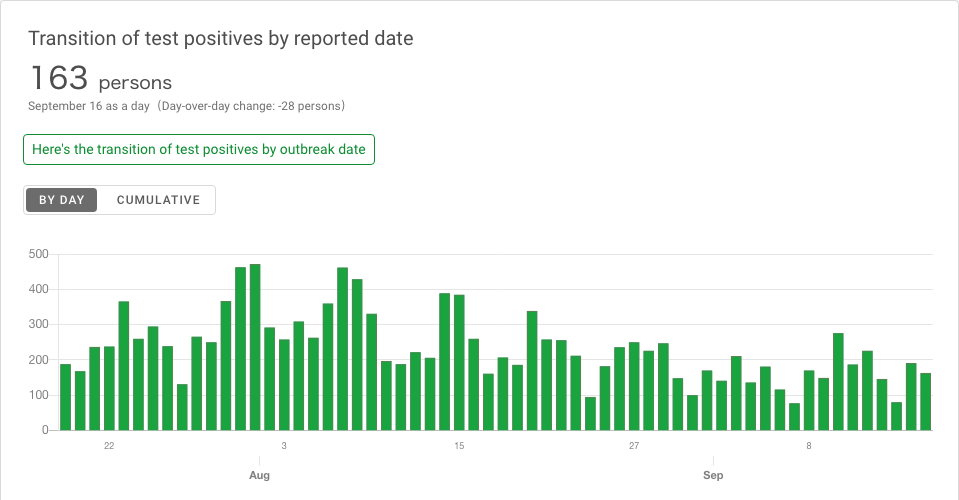 Transition of test positives by reported date
163 persons
September 16 as a day（Day-over-day change: -28 persons）
Here's the transition of test positives by outbreak date
BY DAY CUMULATIVE
500
400
300
200
100
0
22 3 15 27 8
Aug Sep